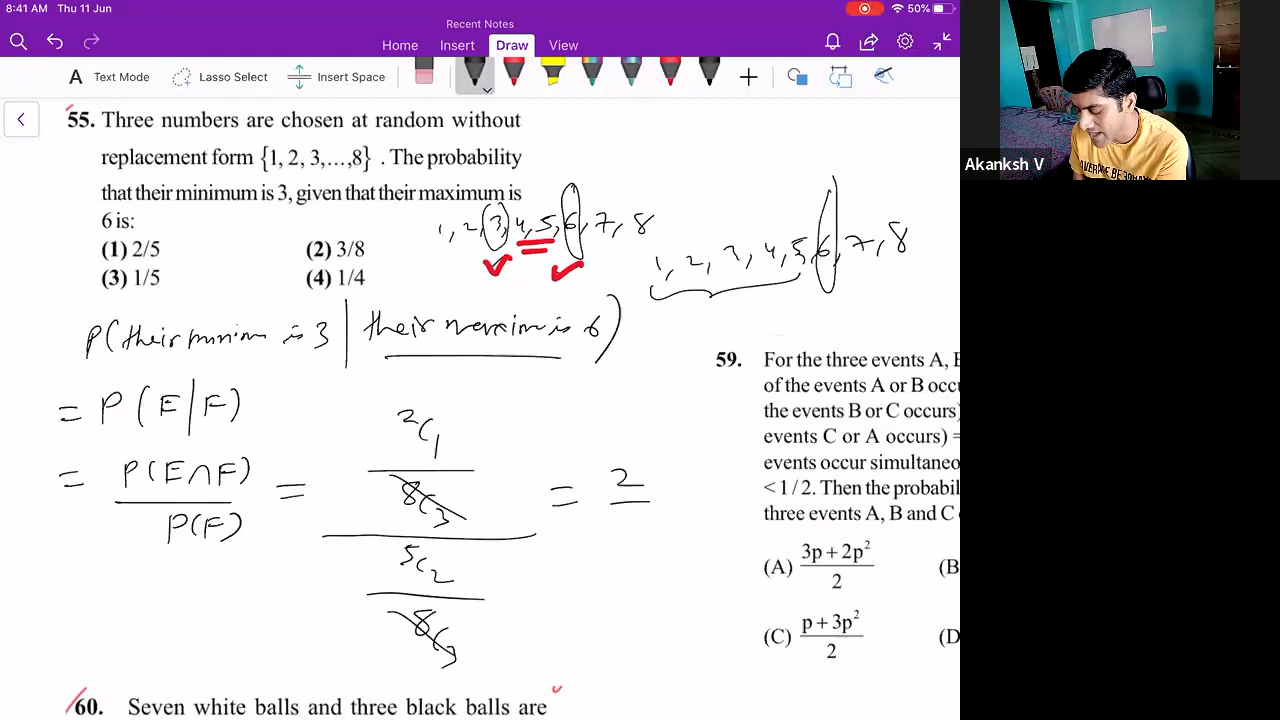 8:41 AM Thu 11 Jun
50%
Recent Notes
Home Insert Draw View
A Text Mode Lasso Select Insert Space
55. Three numbers are chosen at random without
replacement form {1, 2, 3,...,8} . The probability
that their minimum is 3, given that their maximum is
6 is:
(1) 2/5 (2) 3/8
(3) 1/5 (4) 1/4
1, 2, 3, 4, 5, 6, 7, 8
1, 2, 3, 4, 5, 6, 7, 8
P(their minimum is 3 | their maximum is 6)
= P(E|F)
= P(E∩F) / P(F) = (2C1 / 8C3) / (5C2 / 8C3) = 2
59. For the three events A, B
of the events A or B occu
the events B or C occurs)
events C or A occurs) =
events occur simultaneo
< 1 / 2. Then the probabil
three events A, B and C
(A) 3p + 2p² / 2 (B
(C) p + 3p² / 2 (D
60. Seven white balls and three black balls are
Akanksh V